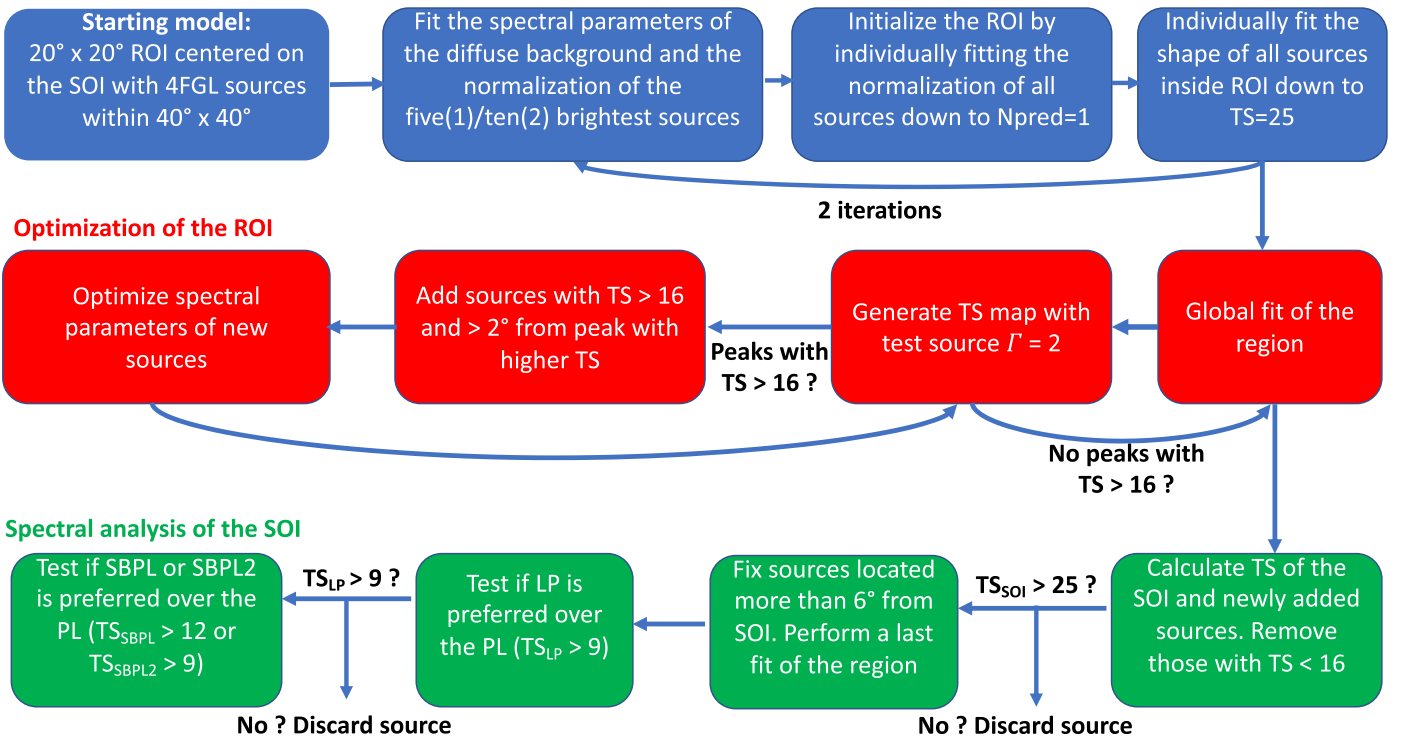 Starting model:
20° x 20° ROI centered on
the SOI with 4FGL sources
within 40° x 40°
Fit the spectral parameters of
the diffuse background and the
normalization of the
five(1)/ten(2) brightest sources
Initialize the ROI by
individually fitting the
normalization of all
sources down to Npred=1
Individually fit the
shape of all sources
inside ROI down to
TS=25
2 iterations
Optimization of the ROI
Optimize spectral
parameters of new
sources
Add sources with TS > 16
and > 2° from peak with
higher TS
Peaks with
TS > 16 ?
Generate TS map with
test source Γ = 2
Global fit of the
region
No peaks with
TS > 16 ?
Spectral analysis of the SOI
Test if SBPL or SBPL2
is preferred over the
PL (TS_SBPL > 12 or
TS_SBPL2 > 9)
TS_LP > 9 ?
No ? Discard source
Test if LP is
preferred over
the PL (TS_LP > 9)
Fix sources located
more than 6° from
SOI. Perform a last
fit of the region
TS_SOI > 25 ?
No ? Discard source
Calculate TS of the
SOI and newly added
sources. Remove
those with TS < 16